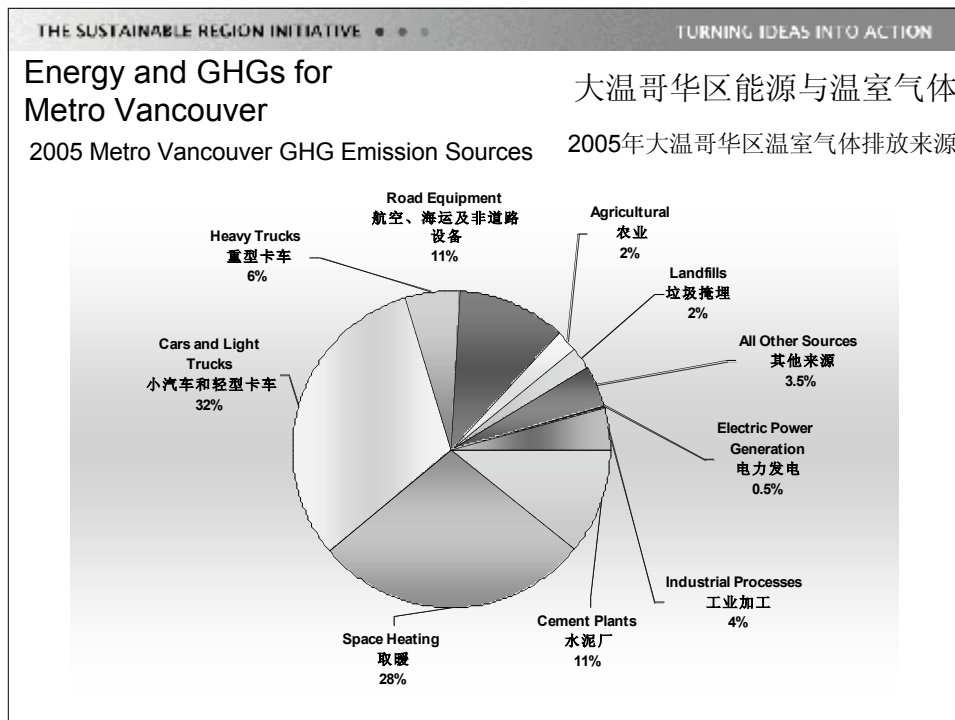 THE SUSTAINABLE REGION INITIATIVE
TURNING IDEAS INTO ACTION
Energy and GHGs for
Metro Vancouver
大温哥华区能源与温室气体
2005 Metro Vancouver GHG Emission Sources
2005年大温哥华区温室气体排放来源
Road Equipment
航空、海运及非道路
设备
11%
Agricultural
农业
2%
Heavy Trucks
重型卡车
6%
Landfills
垃圾掩埋
2%
Cars and Light
Trucks
小汽车和轻型卡车
32%
All Other Sources
其他来源
3.5%
Electric Power
Generation
电力发电
0.5%
Industrial Processes
工业加工
4%
Cement Plants
水泥厂
11%
Space Heating
取暖
28%